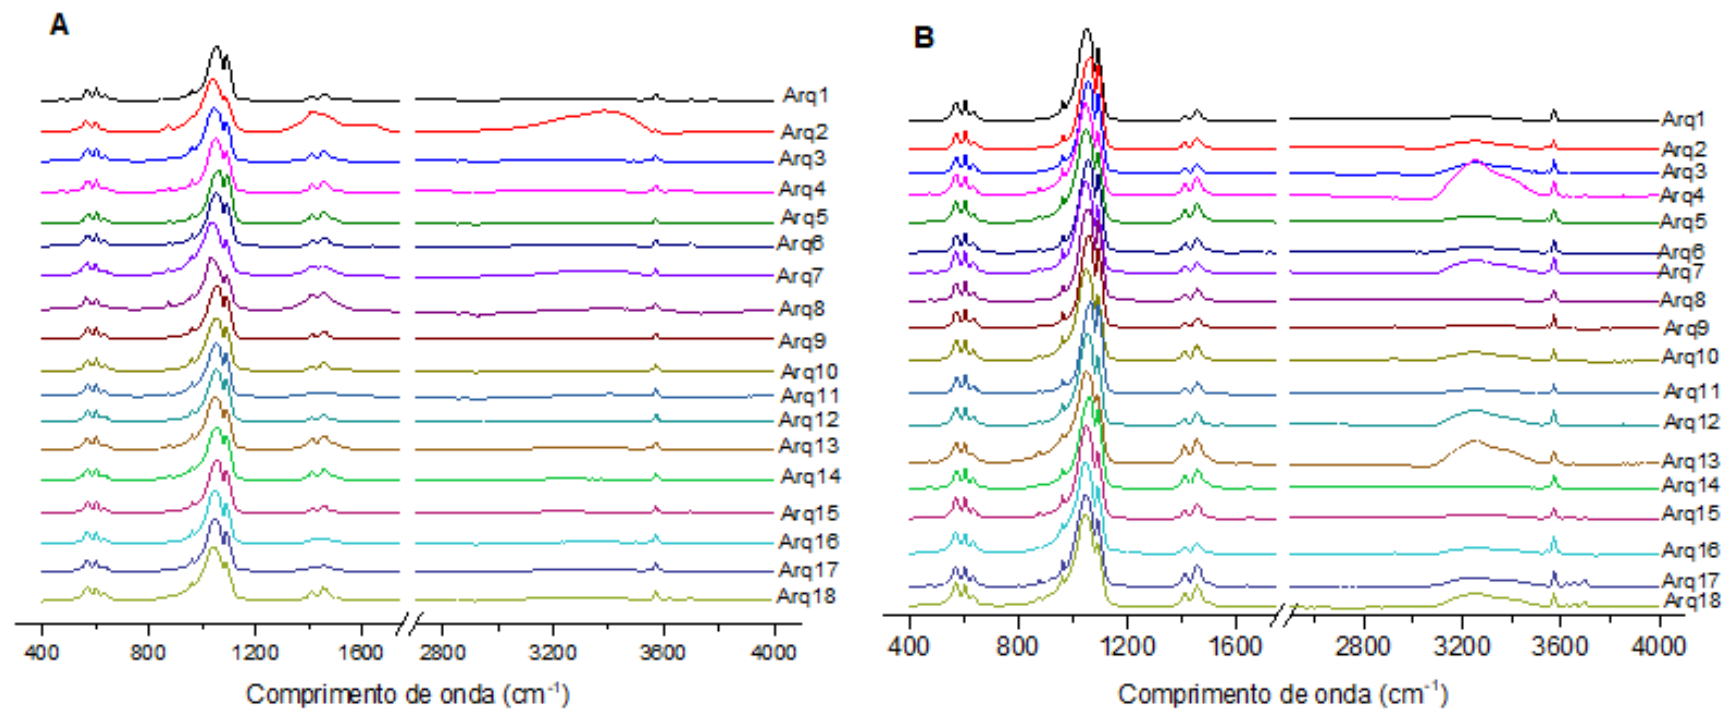 A
Arq1
Arq2
Arq3
Arq4
Arq5
Arq6
Arq7
Arq8
Arq9
Arq10
Arq11
Arq12
Arq13
Arq14
Arq15
Arq16
Arq17
Arq18
400 800 1200 1600 2800 3200 3600 4000
Comprimento de onda (cm⁻¹)
B
Arq1
Arq2
Arq3
Arq4
Arq5
Arq6
Arq7
Arq8
Arq9
Arq10
Arq11
Arq12
Arq13
Arq14
Arq15
Arq16
Arq17
Arq18
400 800 1200 1600 2800 3200 3600 4000
Comprimento de onda (cm⁻¹)